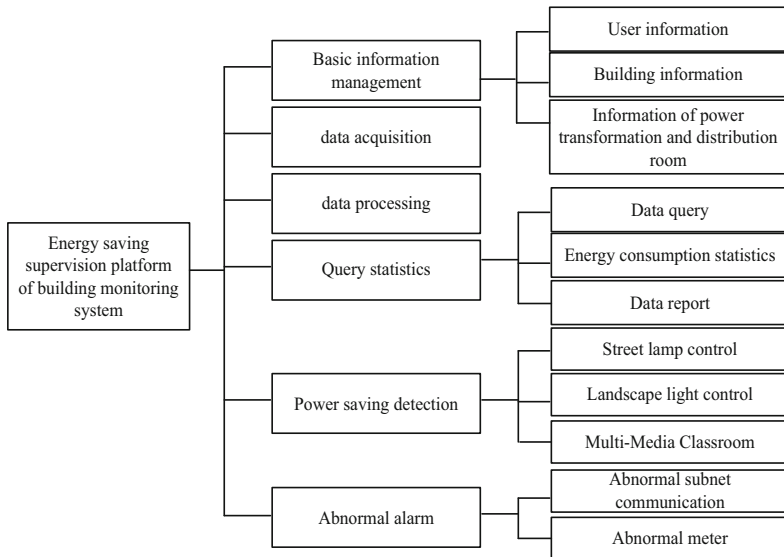 Energy saving
supervision platform
of building monitoring
system
Basic information
management
data acquisition
data processing
Query statistics
Power saving detection
Abnormal alarm
User information
Building information
Information of power
transformation and distribution
room
Data query
Energy consumption statistics
Data report
Street lamp control
Landscape light control
Multi-Media Classroom
Abnormal subnet
communication
Abnormal meter